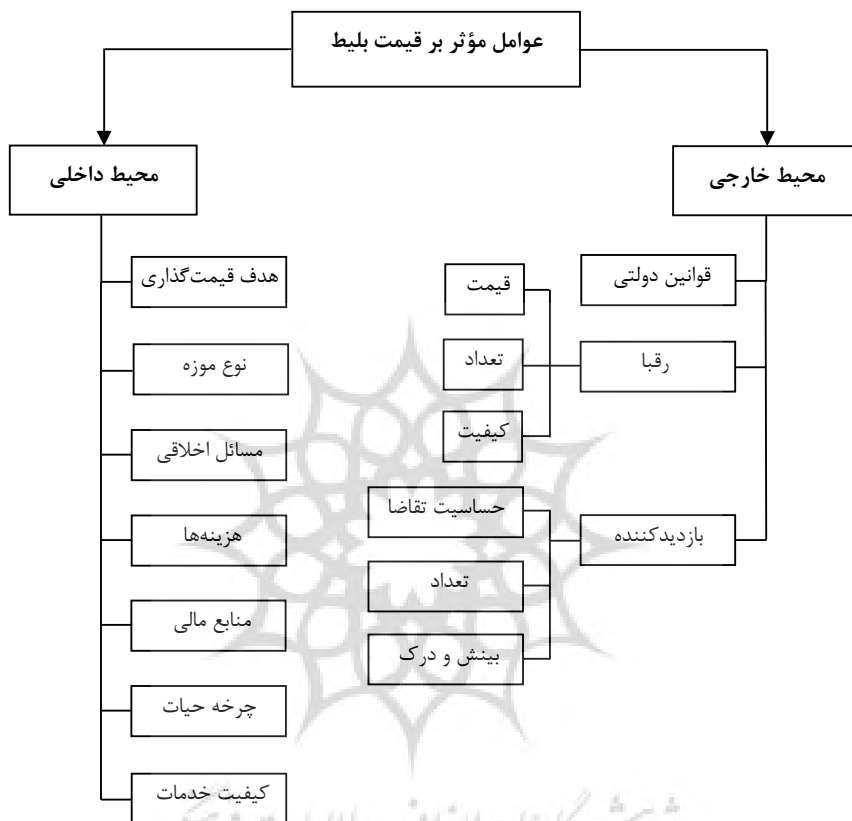 عوامل مؤثر بر قیمت بلیط
محیط خارجی
محیط داخلی
قوانین دولتی
رقبا
قیمت
تعداد
کیفیت
بازدیدکننده
حساسیت تقاضا
تعداد
بینش و درک
هدف قیمت‌گذاری
نوع موزه
مسائل اخلاقی
هزینه‌ها
منابع مالی
چرخه حیات
کیفیت خدمات